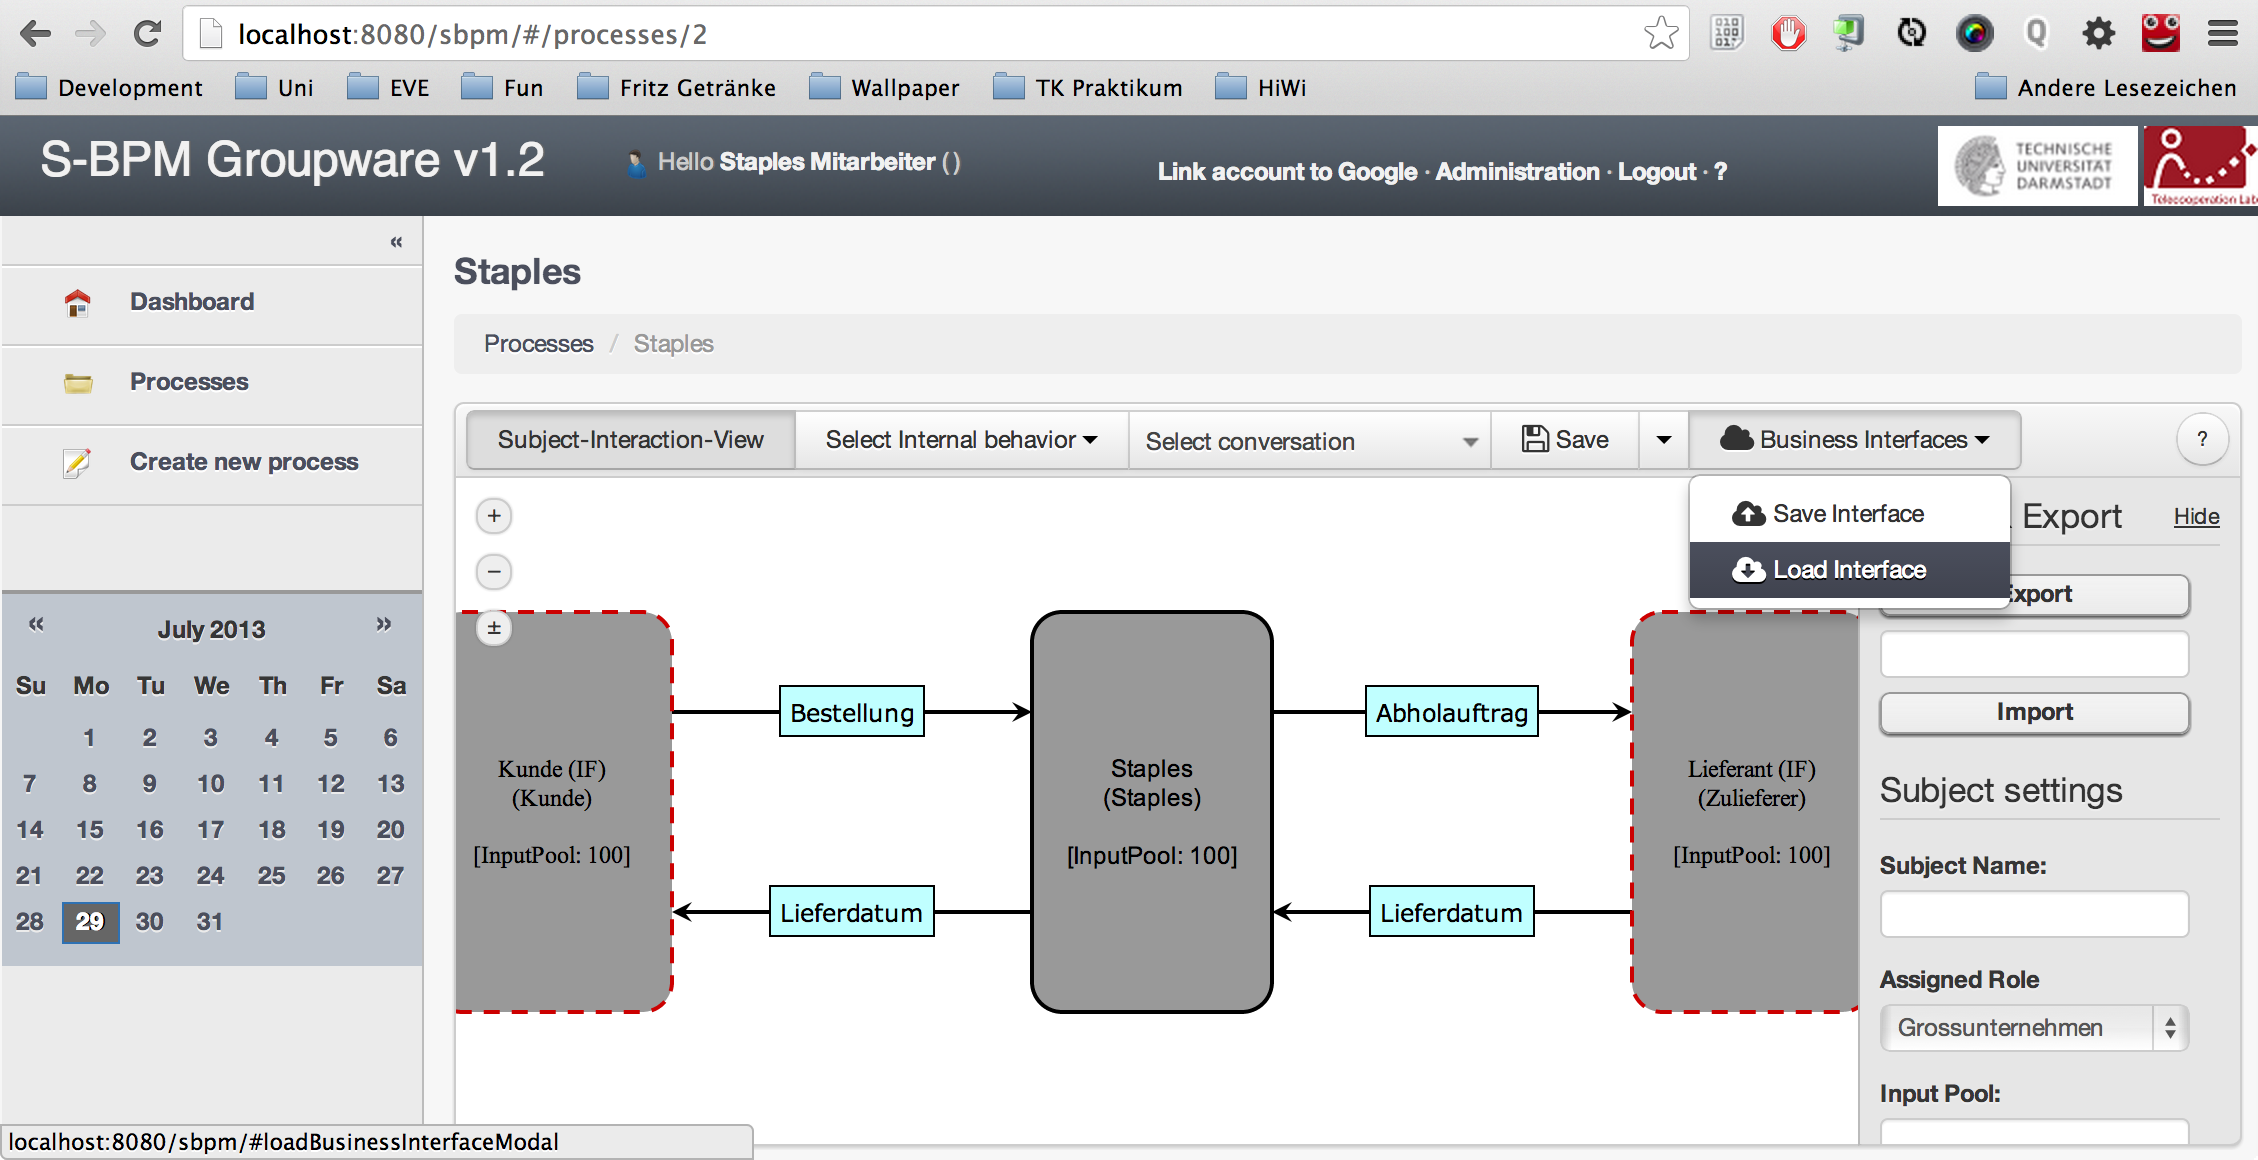 localhost:8080/sbpm/#/processes/2
Development Uni EVE Fun Fritz Getränke Wallpaper TK Praktikum HiWi Andere Lesezeichen
S-BPM Groupware v1.2
Hello Staples Mitarbeiter ()
Link account to Google · Administration · Logout · ?
TECHNISCHE
UNIVERSITÄT
DARMSTADT
Telecooperation Lab
«
Dashboard
Processes
Create new process
« July 2013 »
Su Mo Tu We Th Fr Sa
1 2 3 4 5 6
7 8 9 10 11 12 13
14 15 16 17 18 19 20
21 22 23 24 25 26 27
28 29 30 31
Staples
Processes / Staples
Subject-Interaction-View Select Internal behavior Select conversation Save Business Interfaces ?
Save Interface
Load Interface
+
−
±
Kunde (IF)
(Kunde)
[InputPool: 100]
Bestellung
Lieferdatum
Staples
(Staples)
[InputPool: 100]
Abholauftrag
Lieferdatum
Lieferant (IF)
(Zulieferer)
[InputPool: 100]
Export Hide
Export
Import
Subject settings
Subject Name:
Assigned Role
Grossunternehmen
Input Pool:
localhost:8080/sbpm/#loadBusinessInterfaceModal